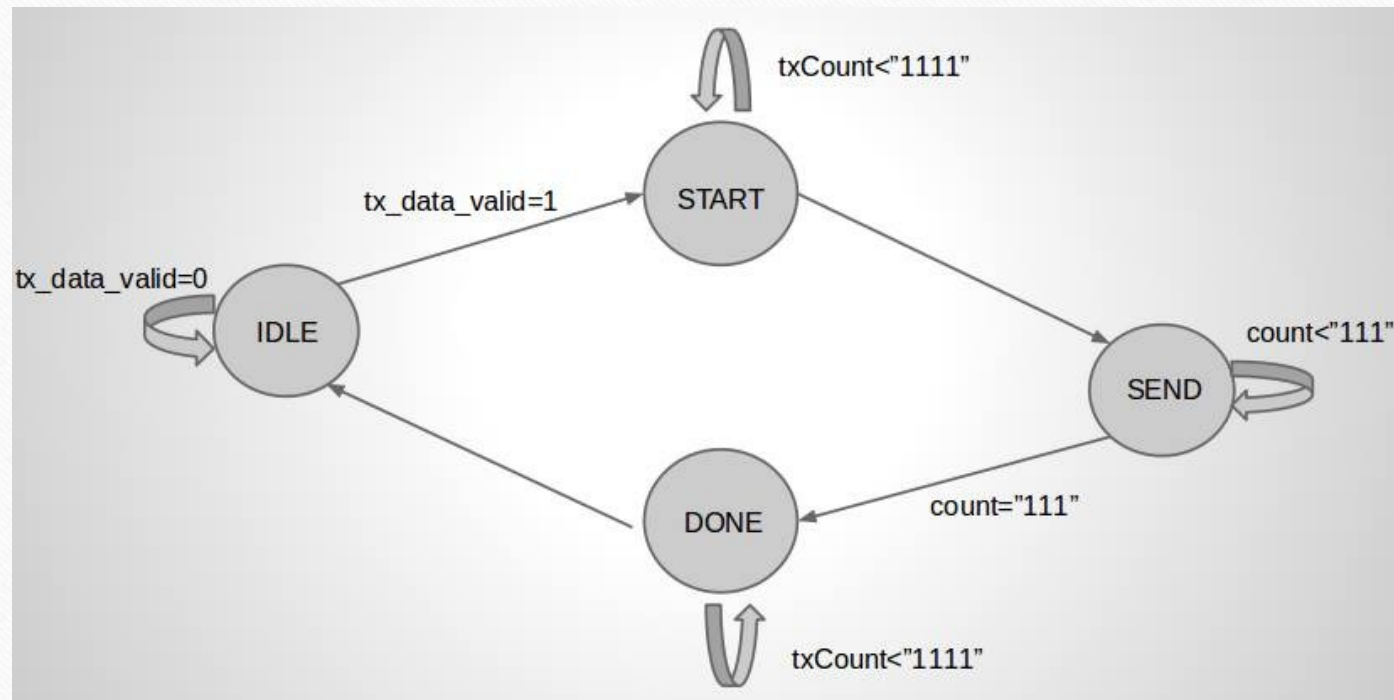 txCount<”1111”
START
tx_data_valid=1
tx_data_valid=0
IDLE
count<”111”
SEND
count=”111”
DONE
txCount<”1111”